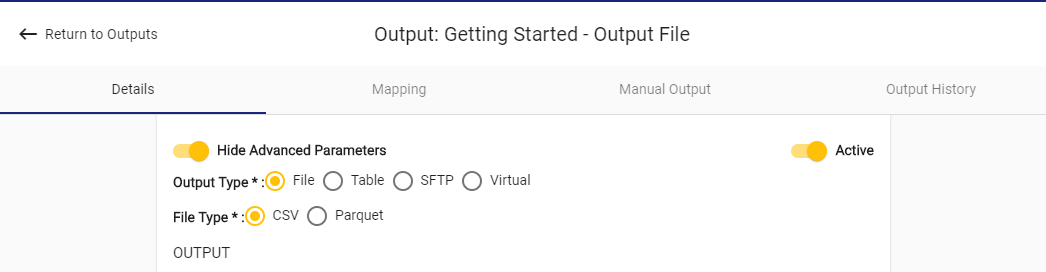 Return to Outputs
Output: Getting Started - Output File
Details Mapping Manual Output Output History
Hide Advanced Parameters Active
Output Type * : File Table SFTP Virtual
File Type * : CSV Parquet
OUTPUT